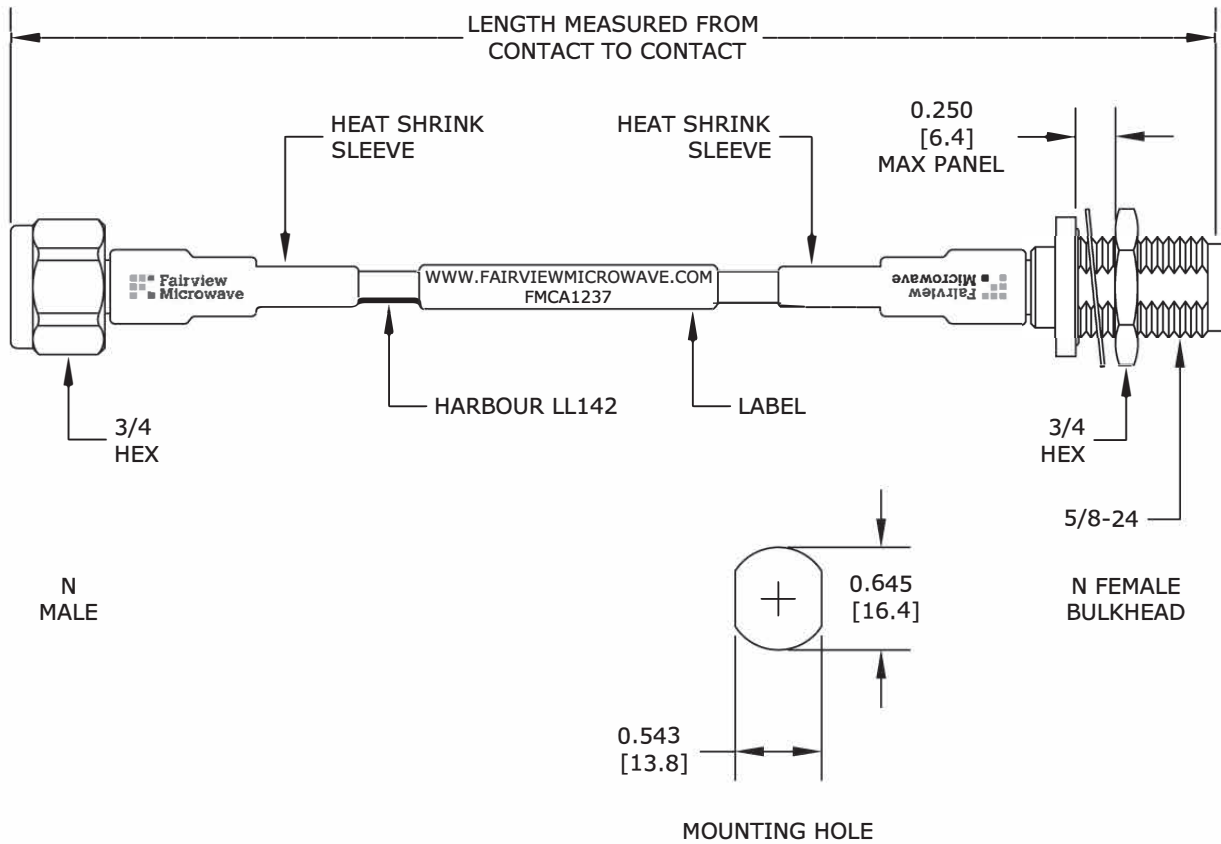 LENGTH MEASURED FROM
CONTACT TO CONTACT
HEAT SHRINK
SLEEVE
HEAT SHRINK
SLEEVE
0.250
[6.4]
MAX PANEL
Fairview
Microwave
WWW.FAIRVIEWMICROWAVE.COM
FMCA1237
Fairview
Microwave
HARBOUR LL142
LABEL
3/4
HEX
3/4
HEX
5/8-24
N
MALE
0.645
[16.4]
N FEMALE
BULKHEAD
0.543
[13.8]
MOUNTING HOLE